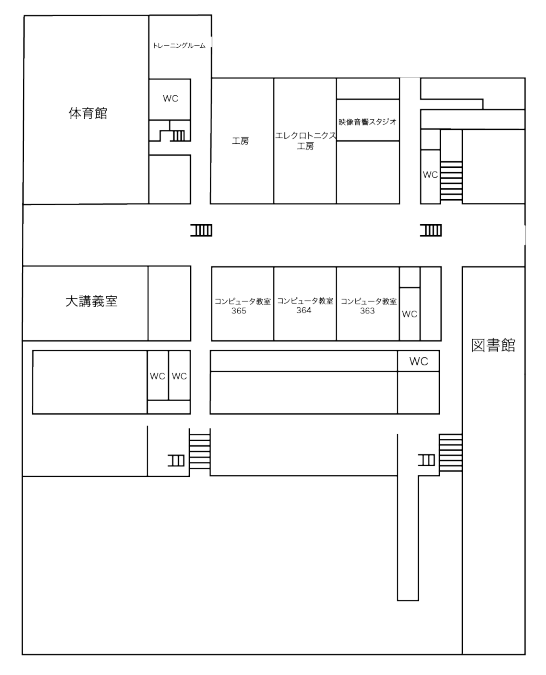 トレーニングルーム
WC
体育館
工房
エレクロトニクス
工房
映像音響スタジオ
WC
大講義室
コンピュータ教室
365
コンピュータ教室
364
コンピュータ教室
363
WC
図書館
WC
WC
WC